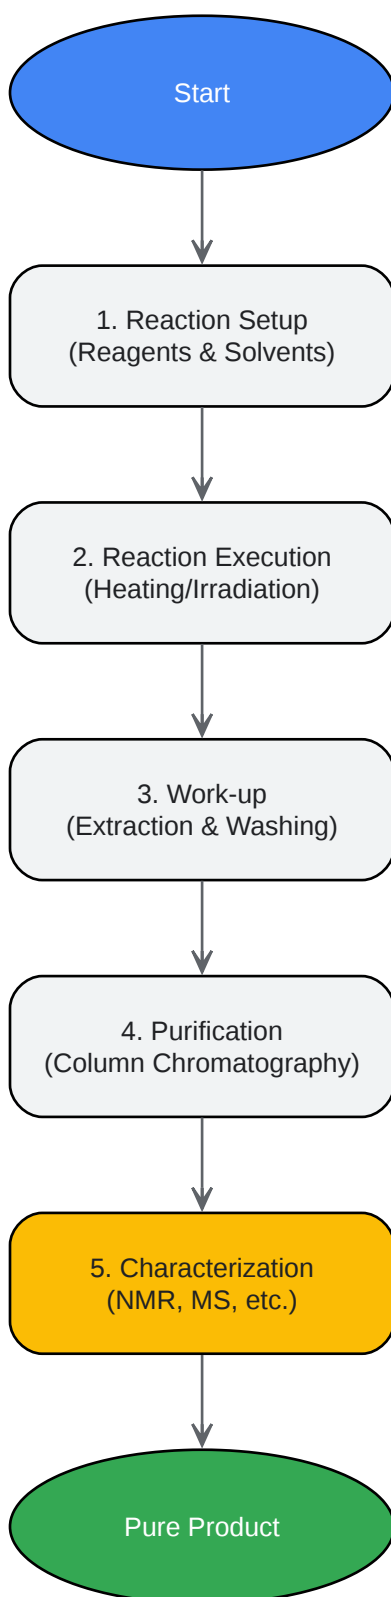 Start
1. Reaction Setup
(Reagents & Solvents)
2. Reaction Execution
(Heating/Irradiation)
3. Work-up
(Extraction & Washing)
4. Purification
(Column Chromatography)
5. Characterization
(NMR, MS, etc.)
Pure Product